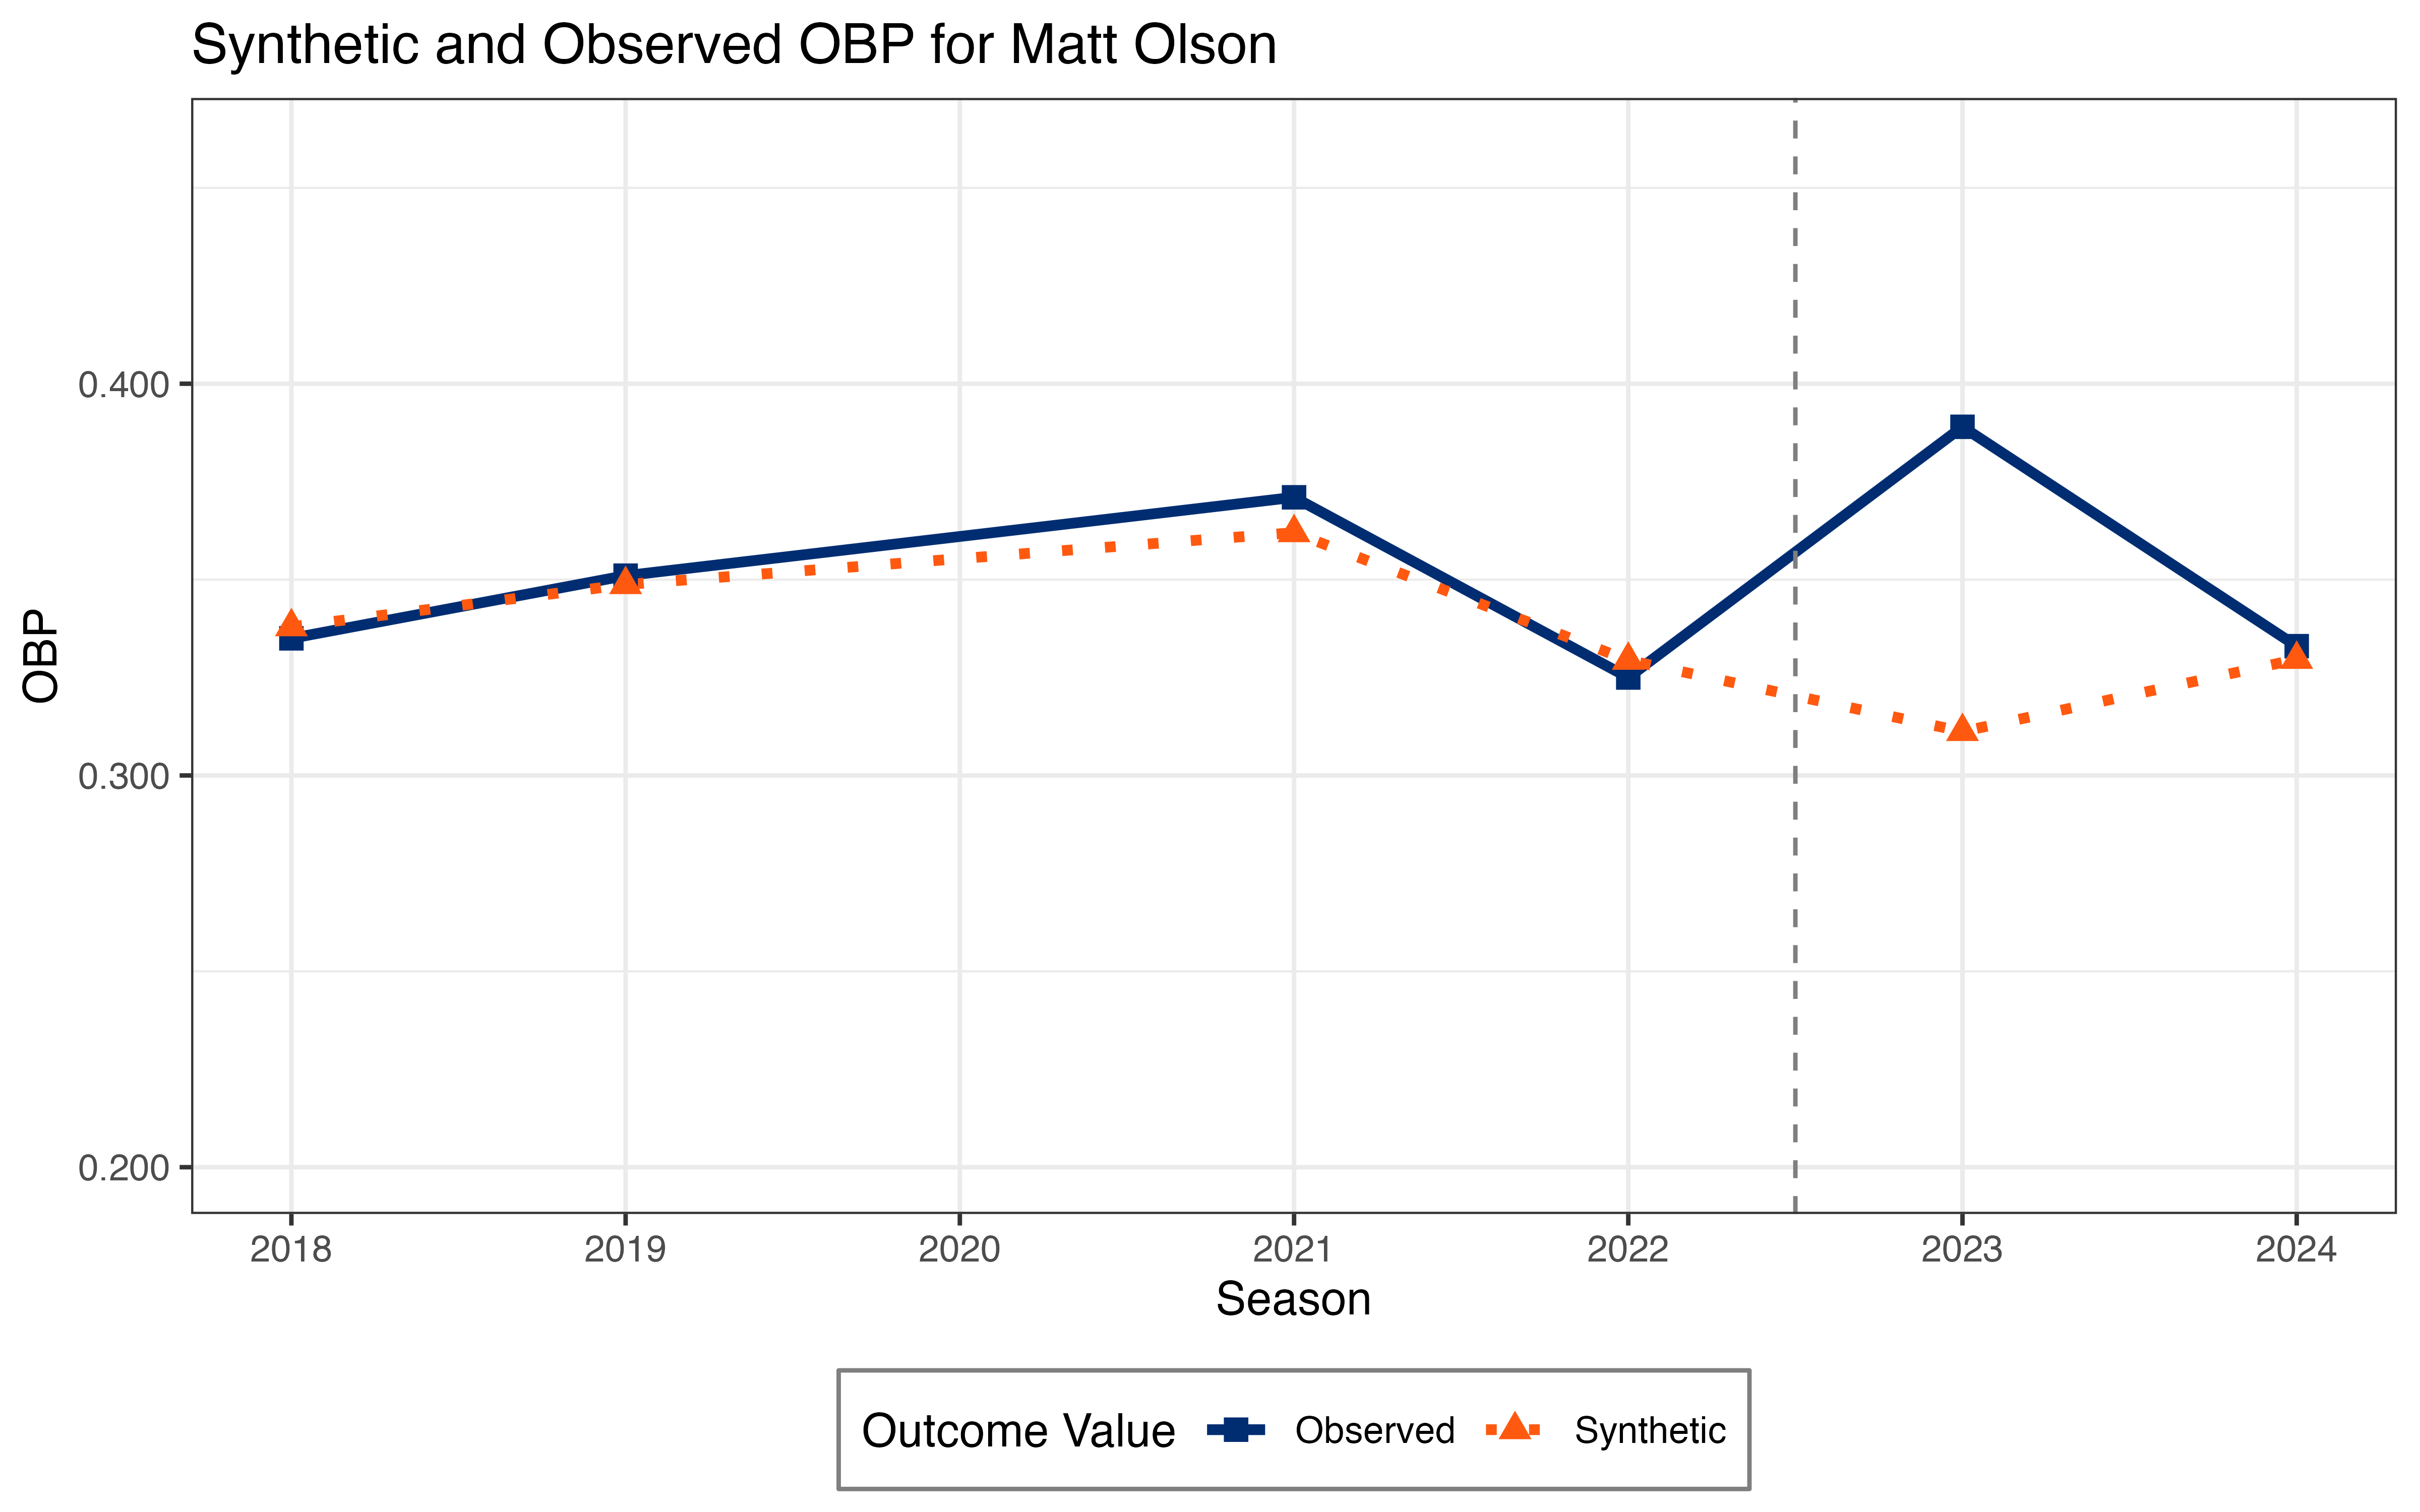 Synthetic and Observed OBP for Matt Olson
OBP
0.400
0.300
0.200
2018 2019 2020 2021 2022 2023 2024
Season
Outcome Value Observed Synthetic